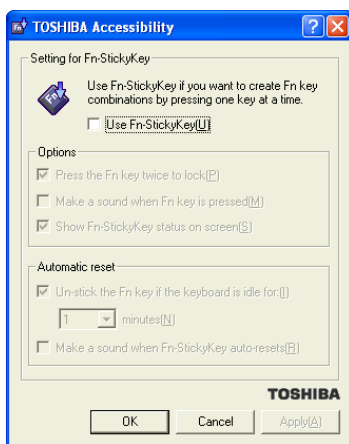 TOSHIBA Accessibility
Setting for Fn-StickyKey
Use Fn-StickyKey if you want to create Fn key
combinations by pressing one key at a time.
Fn
Use Fn-StickyKey(U)
Options
Press the Fn key twice to lock(P)
Make a sound when Fn key is pressed(M)
Show Fn-StickyKey status on screen(S)
Automatic reset
Un-stick the Fn key if the keyboard is idle for:(I)
1 minutes(N)
Make a sound when Fn-StickyKey auto-resets(R)
TOSHIBA
OK Cancel Apply(A)